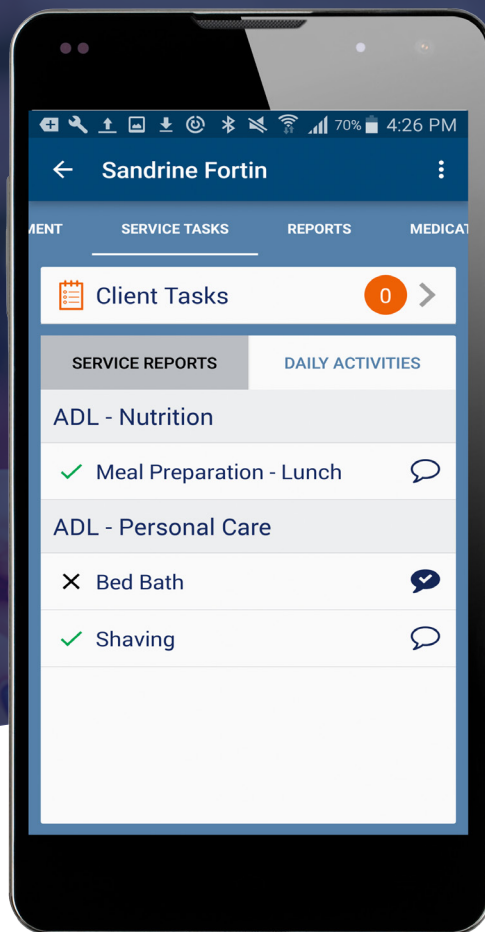 70% 4:26 PM
Sandrine Fortin
MENT SERVICE TASKS REPORTS MEDICAT
Client Tasks 0
SERVICE REPORTS DAILY ACTIVITIES
ADL - Nutrition
Meal Preparation - Lunch
ADL - Personal Care
Bed Bath
Shaving